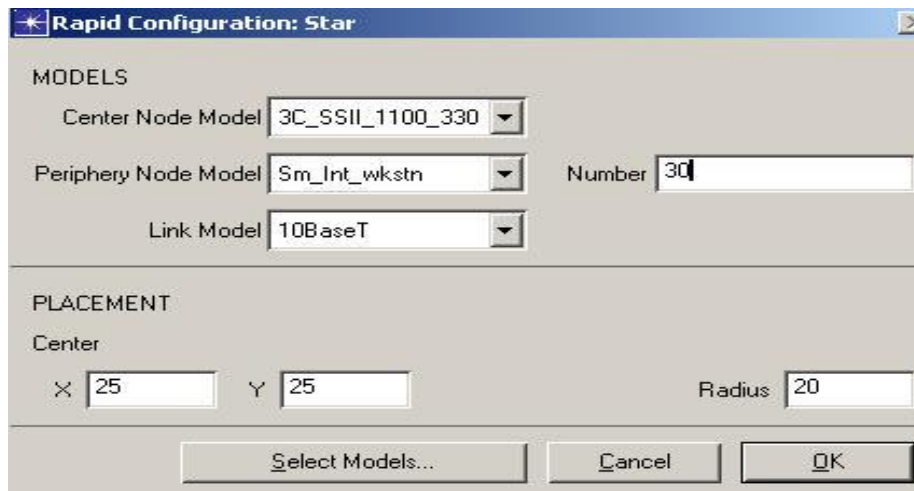 Rapid Configuration: Star
MODELS
Center Node Model 3C_SSII_1100_330
Periphery Node Model Sm_Int_wkstn Number 30
Link Model 10BaseT
PLACEMENT
Center
X 25 Y 25 Radius 20
Select Models... Cancel OK